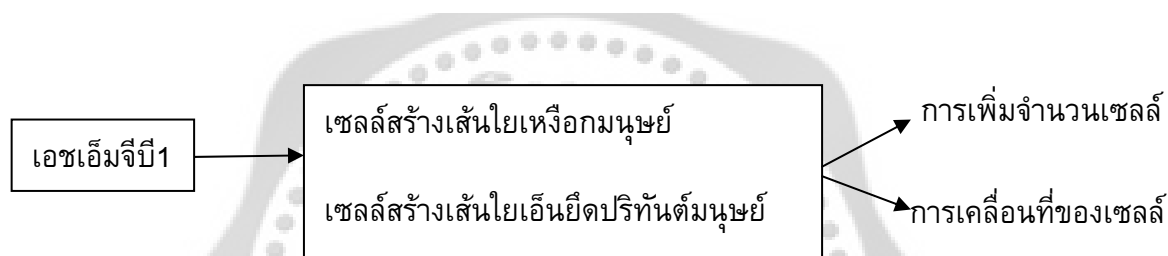 เอชเอ็มจีบี1
เซลล์สร้างเส้นใยเหงือกมนุษย์
เซลล์สร้างเส้นใยเอ็นยึดปริทันต์มนุษย์
การเพิ่มจำนวนเซลล์
การเคลื่อนที่ของเซลล์